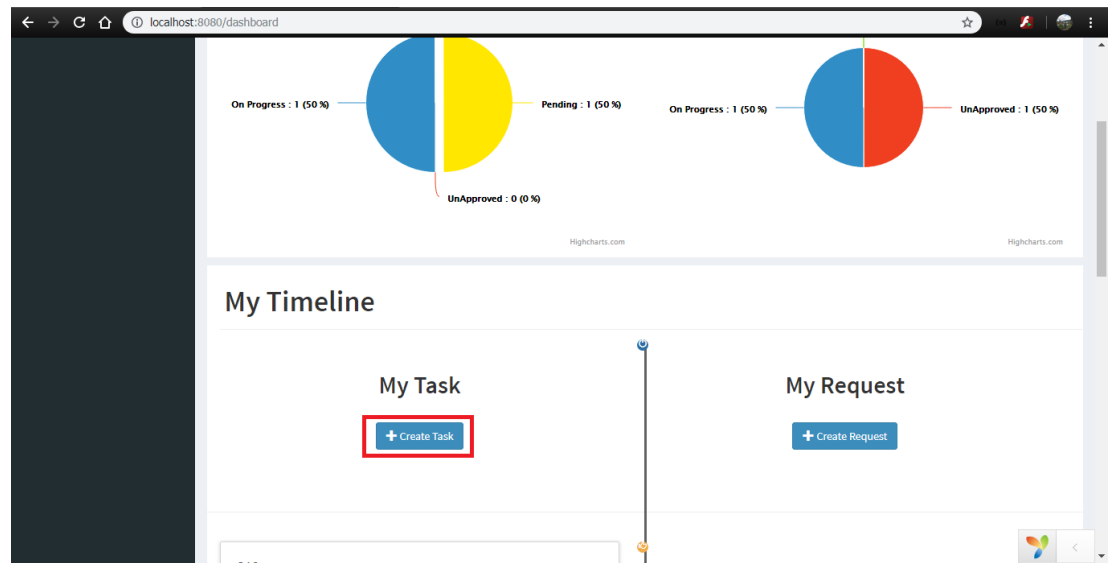 localhost:8080/dashboard
On Progress : 1 (50 %)
Pending : 1 (50 %)
UnApproved : 0 (0 %)
Highcharts.com
On Progress : 1 (50 %)
UnApproved : 1 (50 %)
Highcharts.com
My Timeline
My Task
Create Task
My Request
Create Request